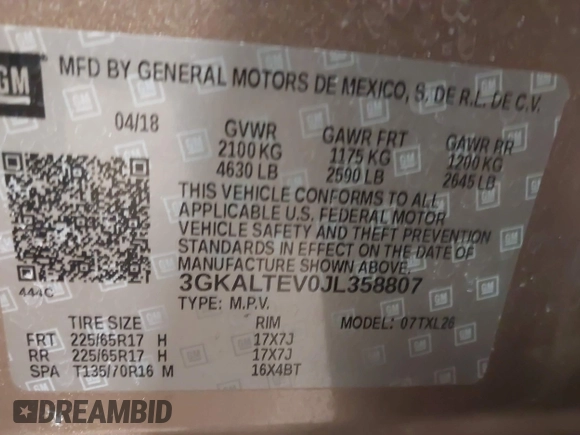 GM
MFD BY GENERAL MOTORS DE MEXICO, S. DE R.L. DE C.V.
04/18 GVWR GAWR FRT GAWR RR
2100 KG 1175 KG 1200 KG
4630 LB 2590 LB 2645 LB
THIS VEHICLE CONFORMS TO ALL
APPLICABLE U.S. FEDERAL MOTOR
VEHICLE SAFETY AND THEFT PREVENTION
STANDARDS IN EFFECT ON THE DATE OF
MANUFACTURE SHOWN ABOVE.
444C 3GKALTEV0JL358807
TYPE: M.P.V.
TIRE SIZE RIM MODEL: 07TXL26
FRT 225/65R17 H 17X7J
RR 225/65R17 H 17X7J
SPA T135/70R16 M 16X4BT
DREAMBID